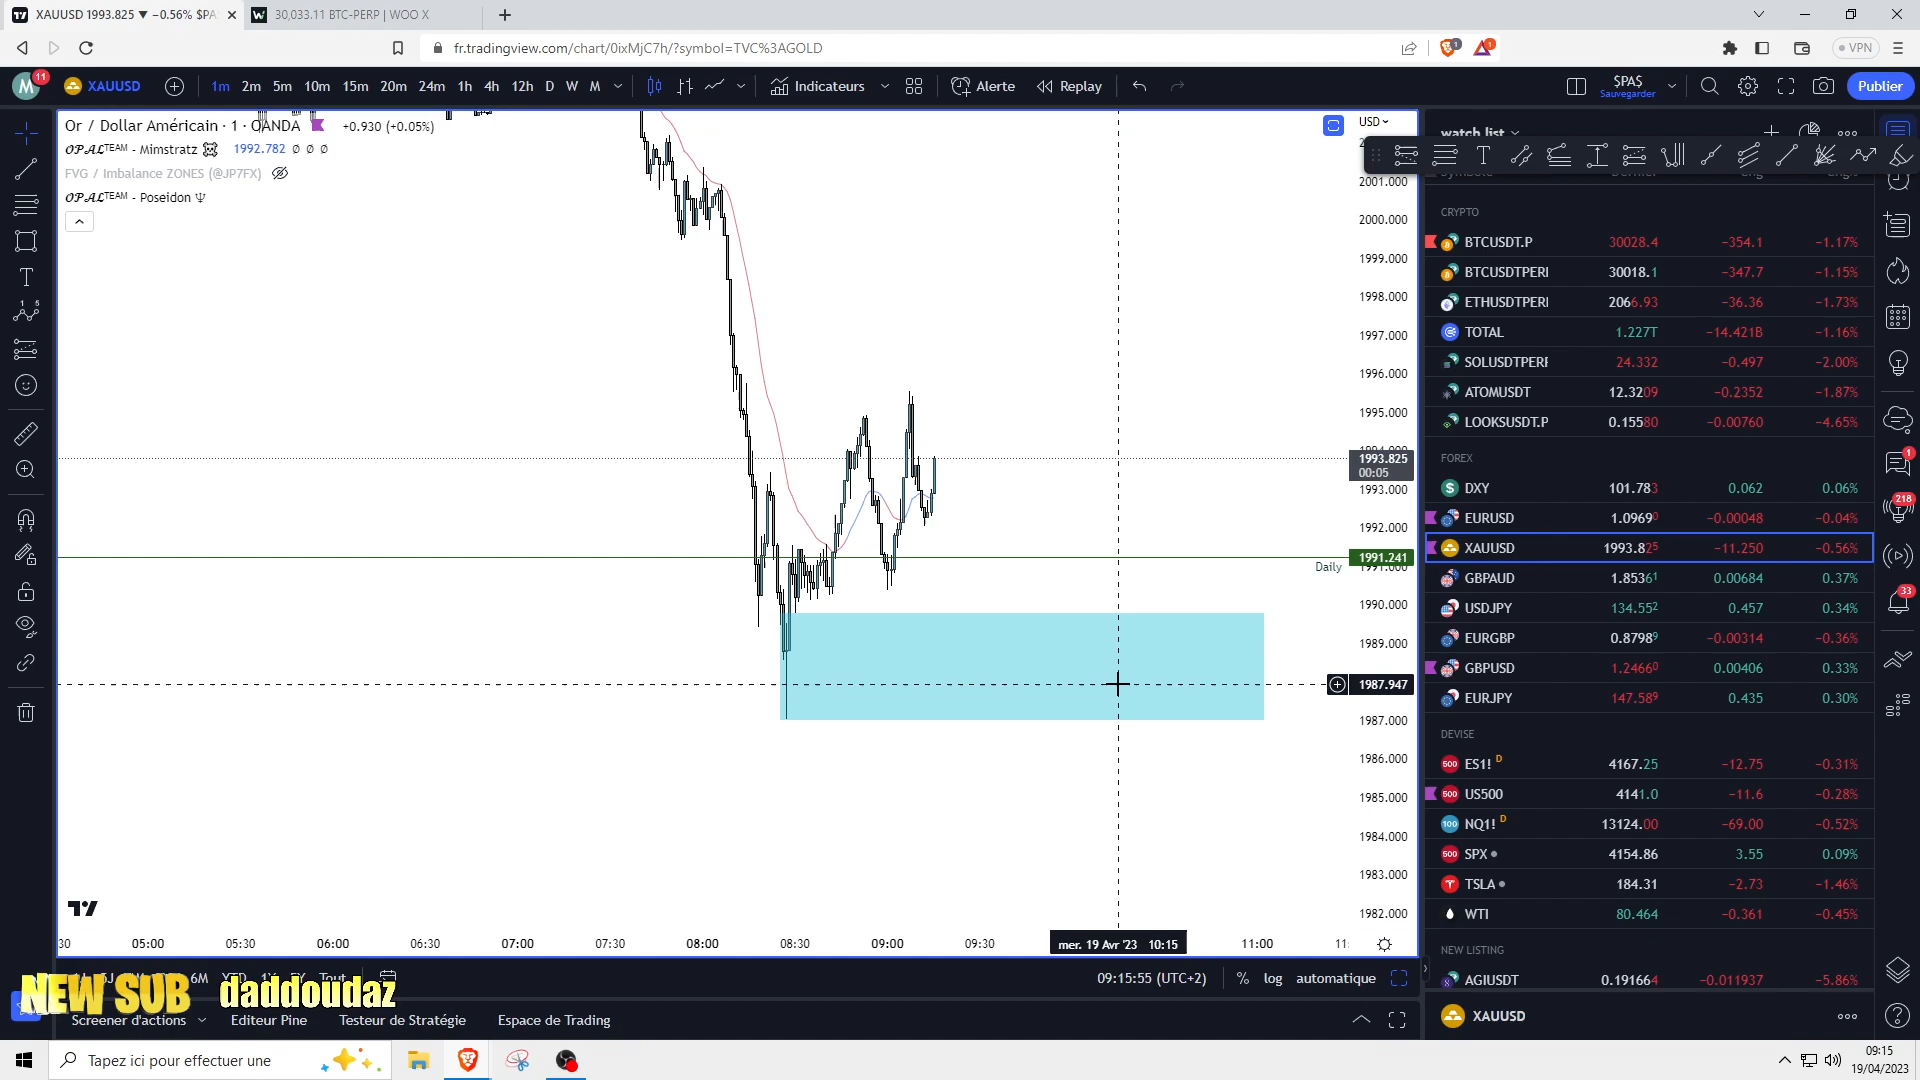 XAUUSD 1993.825 ▼ −0.56% $PA
30,033.11 BTC-PERP | WOO X
fr.tradingview.com/chart/0ixMjC7h/?symbol=TVC%3AGOLD
1
1
VPN
M
11
XAUUSD
1m 2m 5m 10m 15m 20m 24m 1h 4h 12h D W M
Indicateurs
Alerte
Replay
$PA$
Sauvegarder
Publier
Or / Dollar Américain · 1 · OANDA +0.930 (+0.05%)
OPALTEAM - Mimstratz 1992.782 Ø Ø Ø
FVG / Imbalance ZONES (@JP7FX)
OPALTEAM - Poseidon Ψ
USD
2001.000
2000.000
1999.000
1998.000
1997.000
1996.000
1995.000
1993.825
00:05
1993.000
1992.000
1991.241
Daily
1991.000
1990.000
1989.000
1987.947
1987.000
1986.000
1985.000
1984.000
1983.000
1982.000
:30 05:00 05:30 06:00 06:30 07:00 07:30 08:00 08:30 09:00 09:30 mer. 19 Avr '23 10:15 11:00 11:
watch list
CRYPTO
BTCUSDT.P 30028.4 −354.1 −1.17%
BTCUSDTPERI 30018.1 −347.7 −1.15%
ETHUSDTPERI 2066.93 −36.36 −1.73%
TOTAL 1.227T −14.421B −1.16%
SOLUSDTPERF 24.332 −0.497 −2.00%
ATOMUSDT 12.3209 −0.2352 −1.87%
LOOKSUSDT.P 0.15580 −0.00760 −4.65%
FOREX
DXY 101.783 0.062 0.06%
EURUSD 1.09690 −0.00048 −0.04%
XAUUSD 1993.825 −11.250 −0.56%
GBPAUD 1.85361 0.00684 0.37%
USDJPY 134.552 0.457 0.34%
EURGBP 0.87989 −0.00314 −0.36%
GBPUSD 1.24660 0.00406 0.33%
EURJPY 147.589 0.435 0.30%
DEVISE
ES1! D 4167.25 −12.75 −0.31%
US500 4141.0 −11.6 −0.28%
NQ1! D 13124.00 −69.00 −0.52%
SPX 4154.86 3.55 0.09%
TSLA 184.31 −2.73 −1.46%
WTI 80.464 −0.361 −0.45%
NEW LISTING
AGIUSDT 0.191664 −0.011937 −5.86%
XAUUSD
1
218
33
6M YTD
09:15:55 (UTC+2) % log automatique
NEW SUB daddoudaz
Screener d'actions Editeur Pine Testeur de Stratégie Espace de Trading
Tapez ici pour effectuer une
09:15
19/04/2023